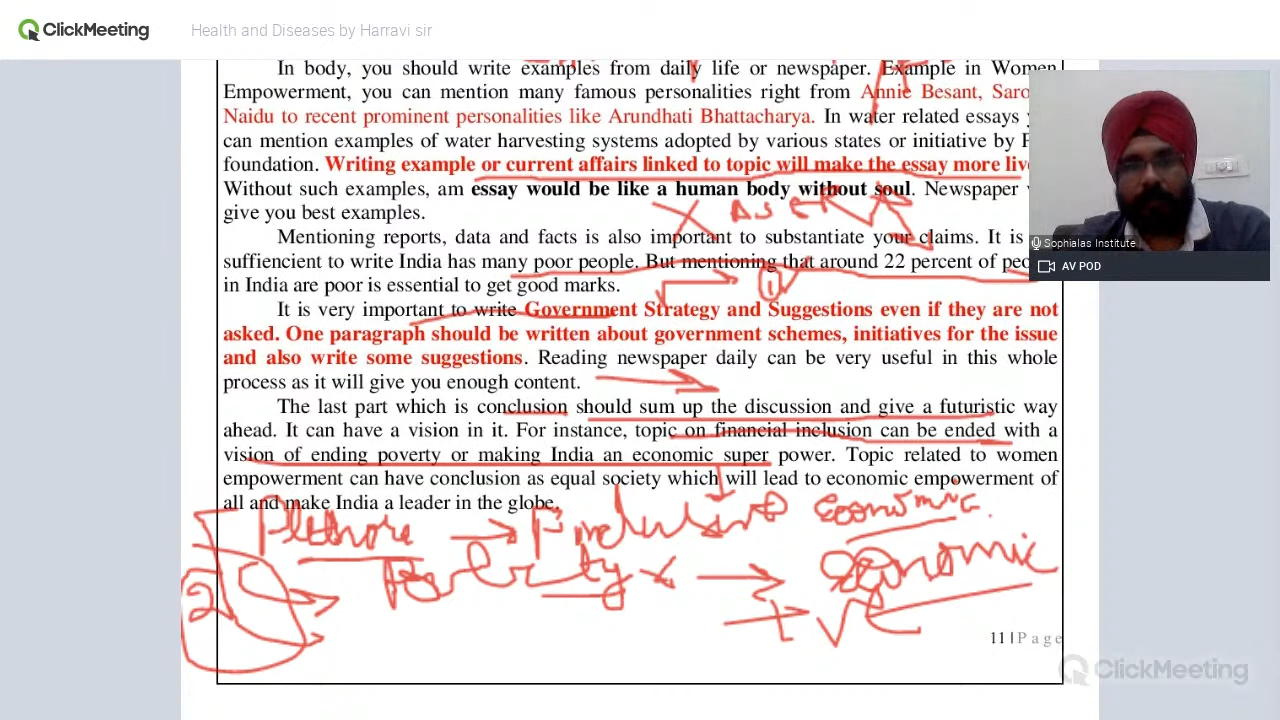 ClickMeeting
Health and Diseases by Harravi sir
In body, you should write examples from daily life or newspaper. Example in Women
Empowerment, you can mention many famous personalities right from Annie Besant, Saro
Naidu to recent prominent personalities like Arundhati Bhattacharya. In water related essays
can mention examples of water harvesting systems adopted by various states or initiative by
foundation. Writing example or current affairs linked to topic will make the essay more live
Without such examples, am essay would be like a human body without soul. Newspaper
give you best examples.
ASER
Mentioning reports, data and facts is also important to substantiate your claims. It is
suffiencient to write India has many poor people. But mentioning that around 22 percent of peo
in India are poor is essential to get good marks.
It is very important to write Government Strategy and Suggestions even if they are not
asked. One paragraph should be written about government schemes, initiatives for the issue
and also write some suggestions. Reading newspaper daily can be very useful in this whole
process as it will give you enough content.
The last part which is conclusion should sum up the discussion and give a futuristic way
ahead. It can have a vision in it. For instance, topic on financial inclusion can be ended with a
vision of ending poverty or making India an economic super power. Topic related to women
empowerment can have conclusion as equal society which will lead to economic empowerment of
all and make India a leader in the globe.
economic
Poverty economic
+ve
11 | Page
Sophialas Institute
AV POD
ClickMeeting